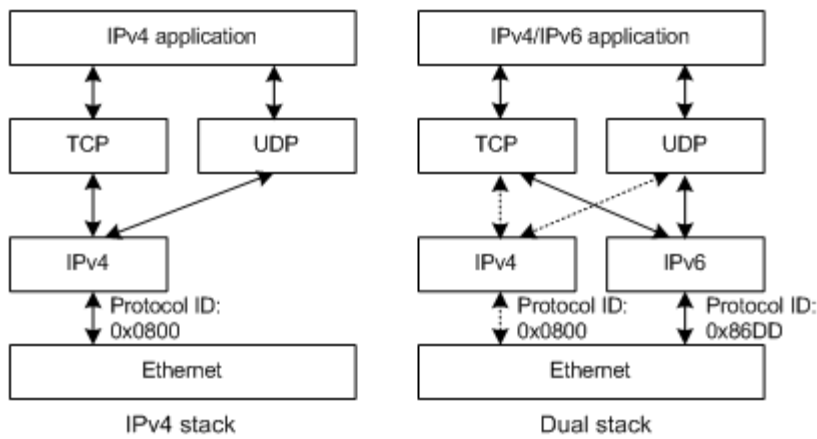 IPv4 application
TCP
UDP
IPv4
Protocol ID:
0x0800
Ethernet
IPv4 stack
IPv4/IPv6 application
TCP
UDP
IPv4
IPv6
Protocol ID:
0x0800
Protocol ID:
0x86DD
Ethernet
Dual stack